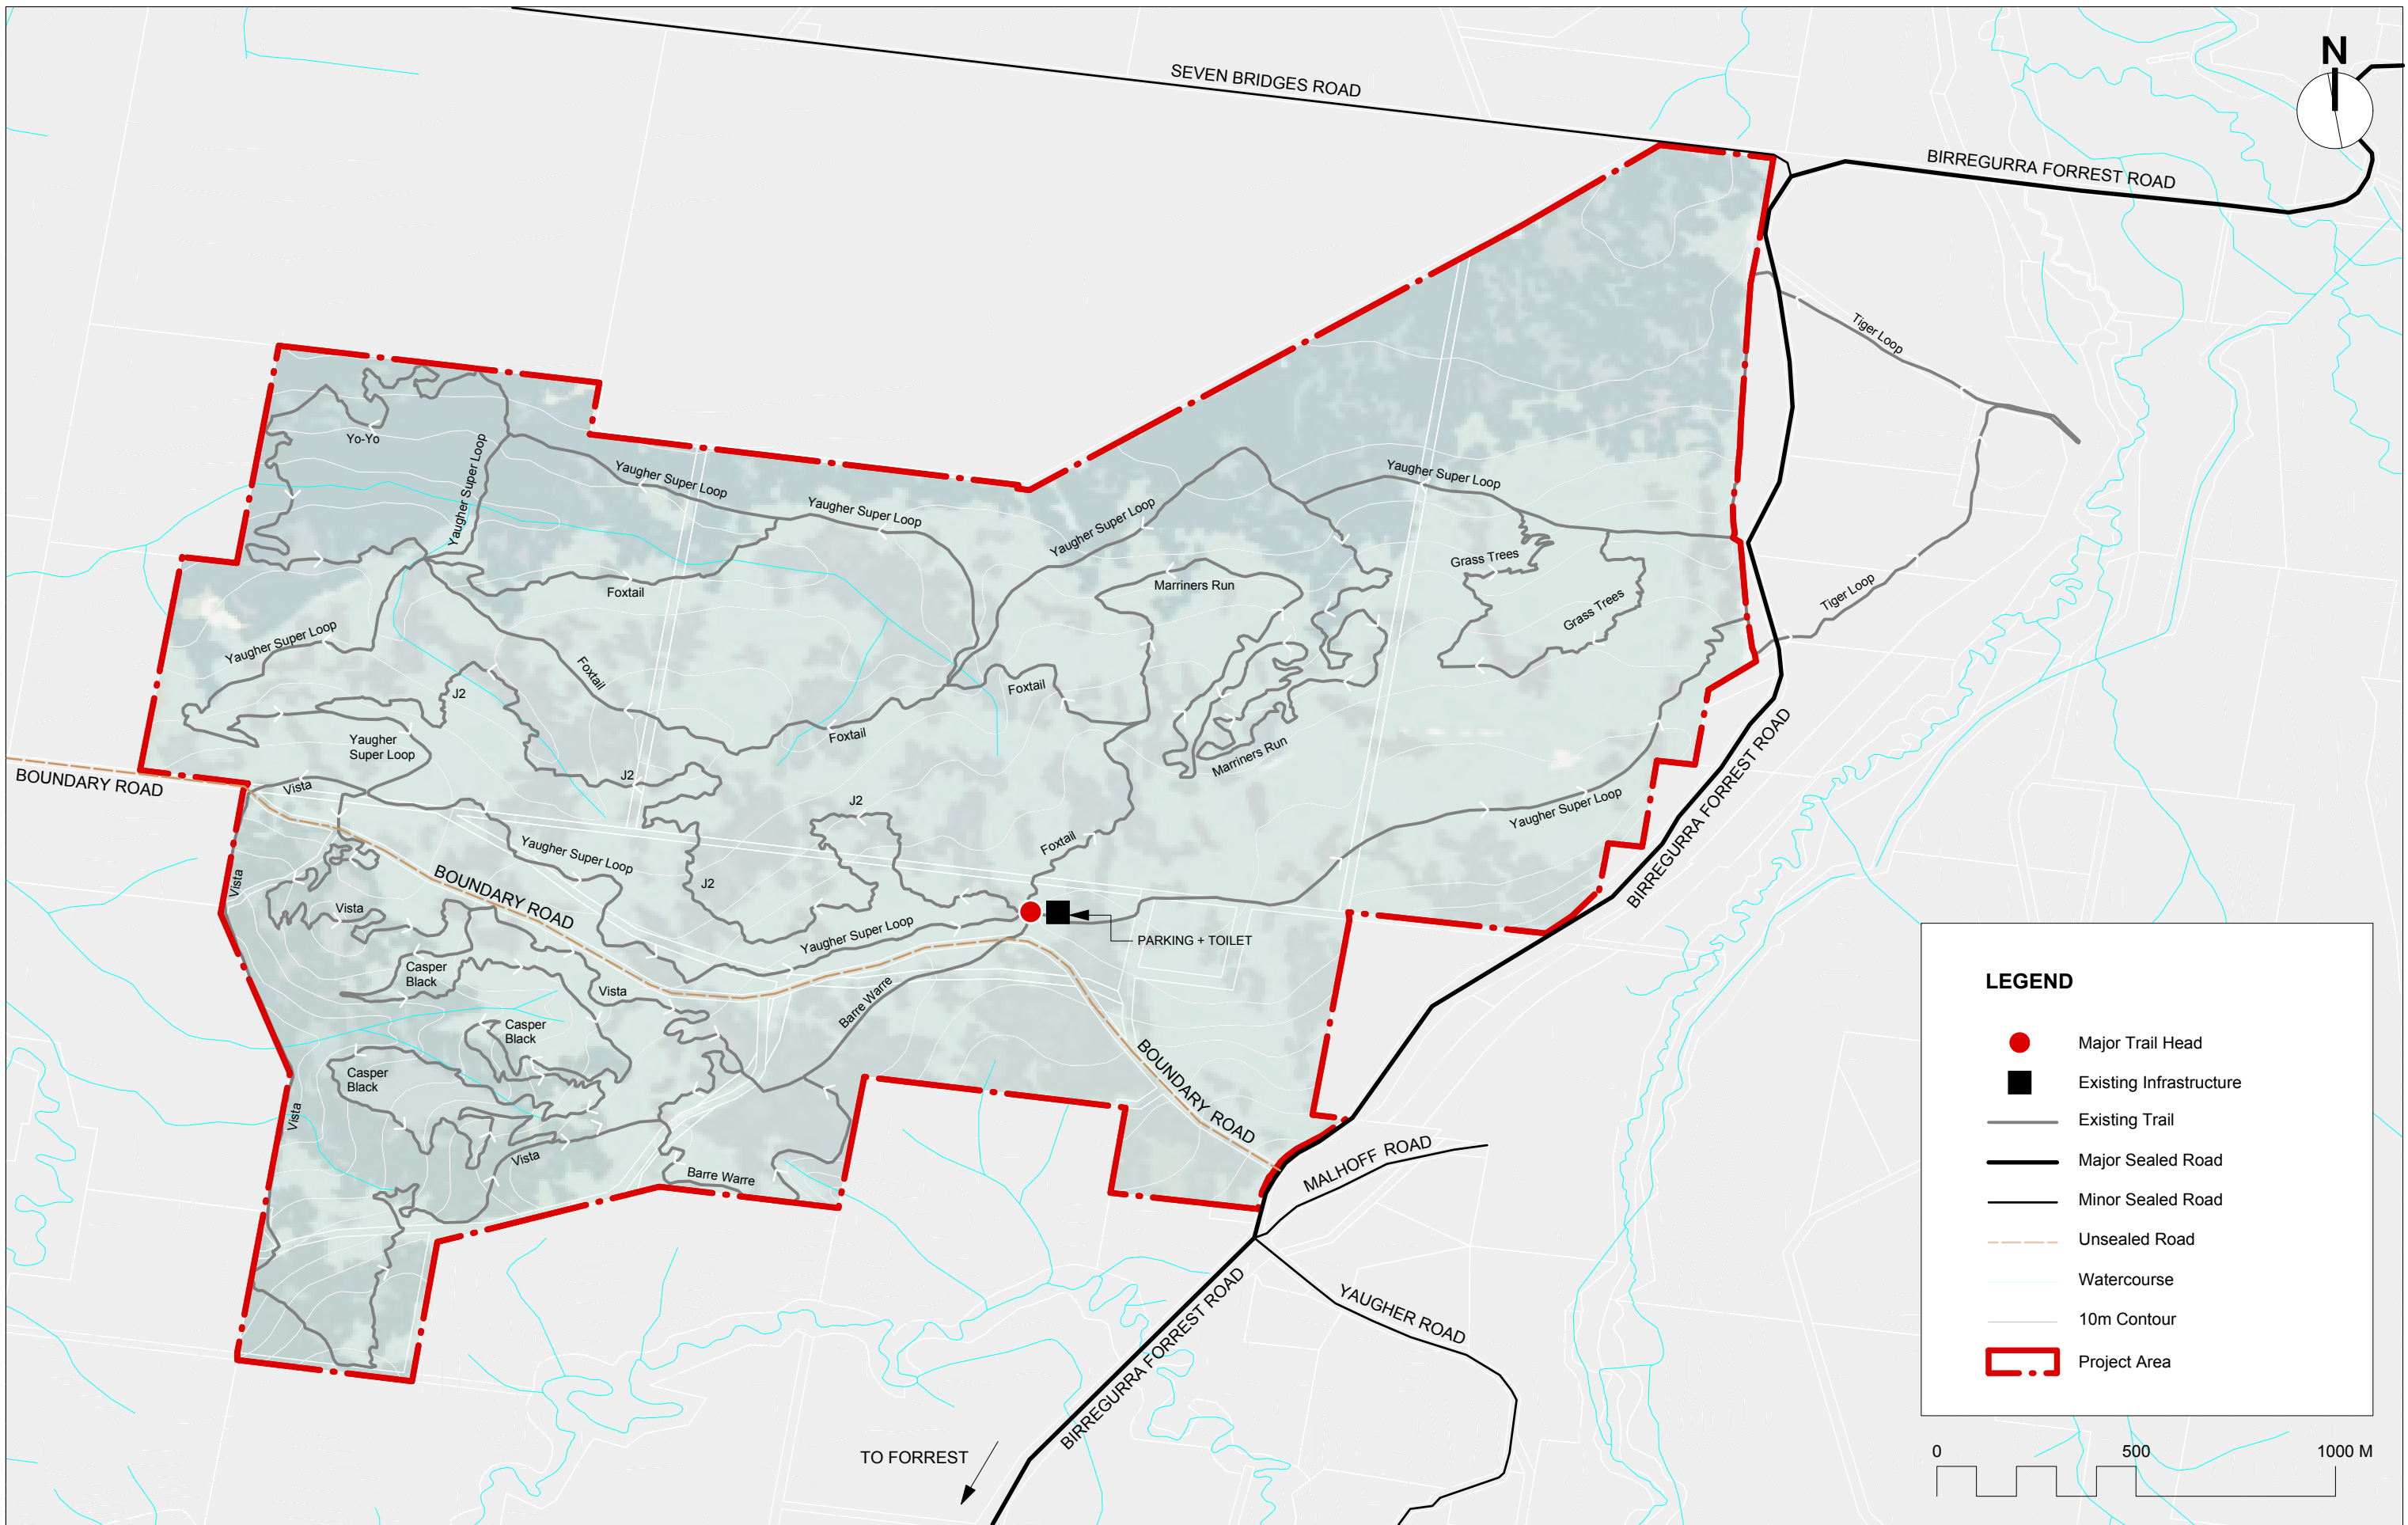 N
SEVEN BRIDGES ROAD
BIRREGURRA FORREST ROAD
Tiger Loop
Yo-Yo
Yaugher Super Loop
Yaugher Super Loop
Yaugher Super Loop
Yaugher Super Loop
Yaugher Super Loop
Grass Trees
Marriners Run
Foxtail
Grass Trees
Tiger Loop
Yaugher Super Loop
Foxtail
J2
Foxtail
Foxtail
Yaugher
Super Loop
Marriners Run
BOUNDARY ROAD
Vista
J2
J2
Yaugher Super Loop
BIRREGURRA FORREST ROAD
Foxtail
Yaugher Super Loop
Vista
BOUNDARY ROAD
J2
Vista
Yaugher Super Loop
PARKING + TOILET
Casper
Black
Vista
Barre Warre
Casper
Black
Casper
Black
BOUNDARY ROAD
Vista
Vista
Barre Warre
MALHOFF ROAD
YAUGHER ROAD
BIRREGURRA FORREST ROAD
TO FORREST
LEGEND
Major Trail Head
Existing Infrastructure
Existing Trail
Major Sealed Road
Minor Sealed Road
Unsealed Road
Watercourse
10m Contour
Project Area
0 500 1000 M